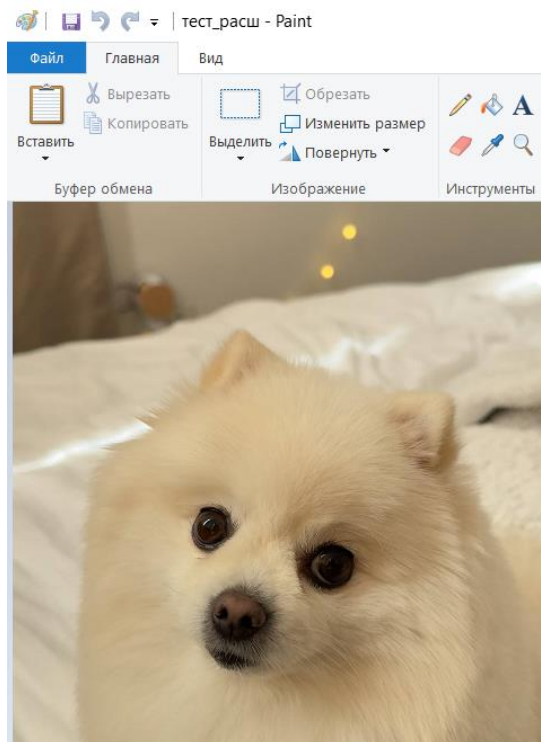 тест_расш - Paint
Файл Главная Вид
Вставить
Вырезать
Копировать
Буфер обмена
Выделить
Обрезать
Изменить размер
Повернуть
Изображение
A
Инструменты